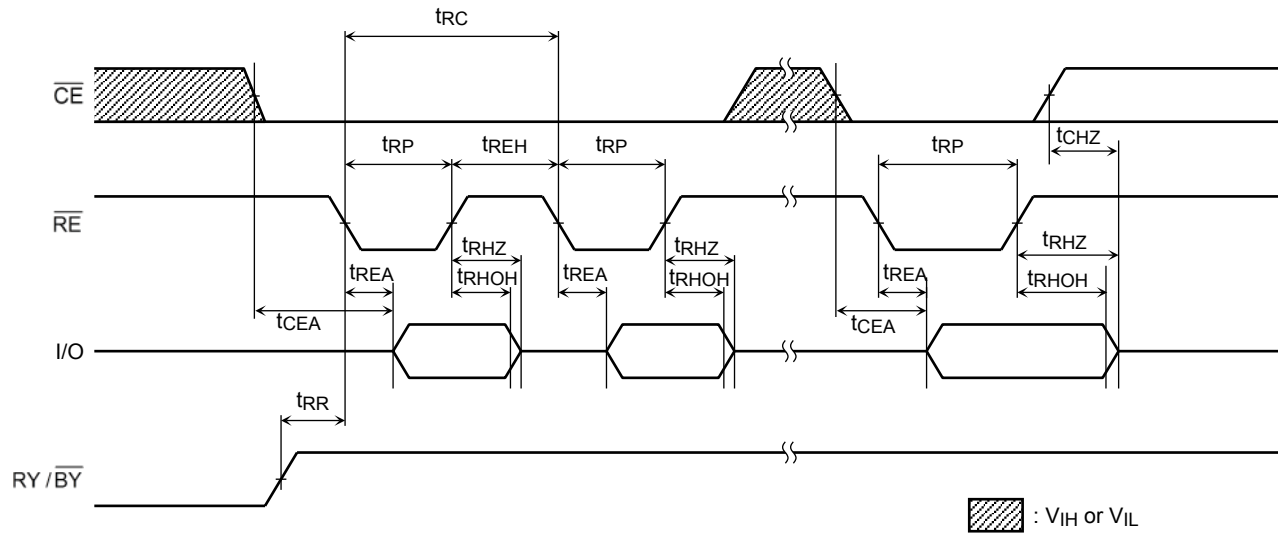 tRC
CE
tCHZ
tRP tREH tRP tRP
RE
tRHZ tRHZ tRHZ
tREA tRHOH tREA tRHOH tREA tRHOH
tCEA tCEA
I/O
tRR
RY / BY
: VIH or VIL